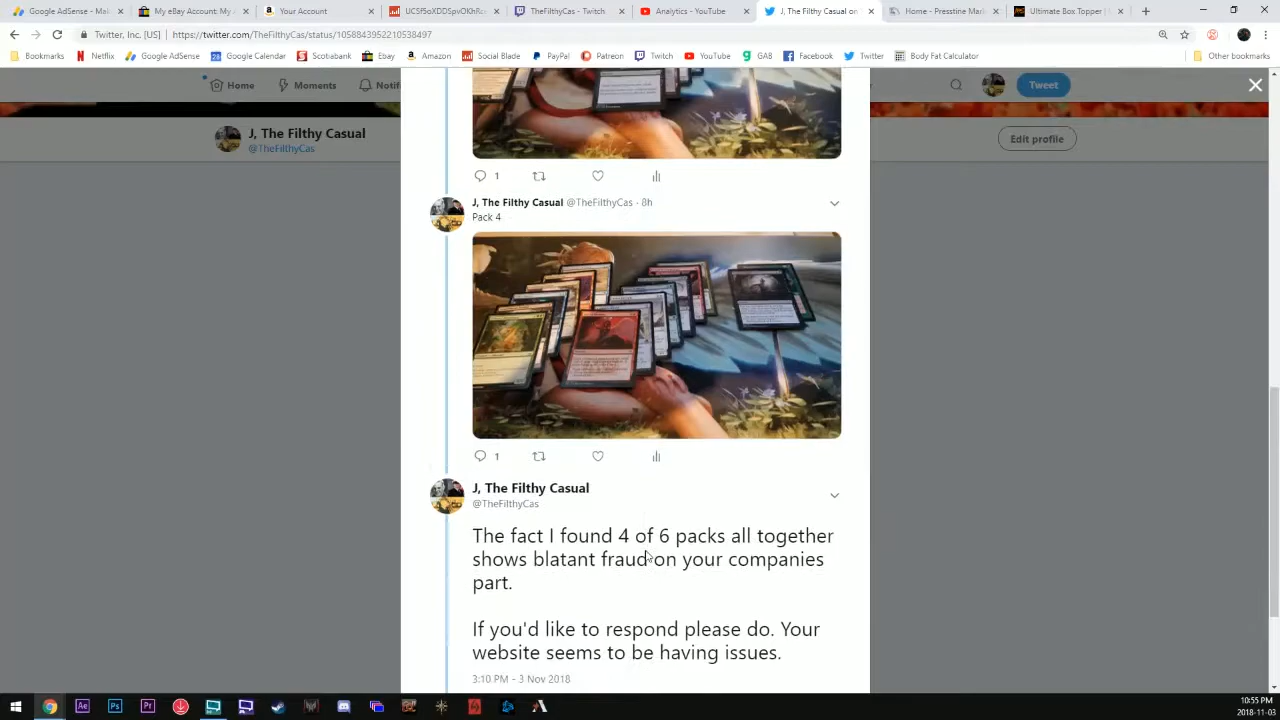 Google AdSense - Mak
My eBay Account: My
Your Account
UC5f5oXDDSpvOKhRc
TheFilthyCas - Twitch
Analytics - YouTube
J, The Filthy Casual on
Home - Presstine Mark
Ultimate Box Topper | 
Twitter, Inc. [US] | https://twitter.com/TheFilthyCas/status/1058843952210538497
Bookmarks Netflix Google AdSense Google Calendar Scotiabank Ebay Amazon Social Blade PayPal Patreon Twitch YouTube GAB Facebook Twitter Body Fat Calculator Other bookmarks
Home Moments Notif Tweet
J, The Filthy Casual
@TheFilthyCas
Edit profile
1
J, The Filthy Casual @TheFilthyCas · 8h
Pack 4
1
J, The Filthy Casual
@TheFilthyCas
The fact I found 4 of 6 packs all together
shows blatant fraud on your companies
part.
If you'd like to respond please do. Your
website seems to be having issues.
3:10 PM - 3 Nov 2018
10:55 PM
2018-11-03